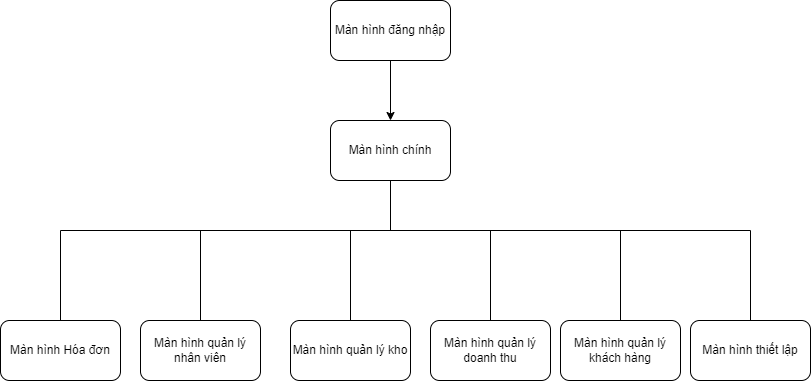 Màn hình đăng nhập
Màn hình chính
Màn hình Hóa đơn
Màn hình quản lý
nhân viên
Màn hình quản lý kho
Màn hình quản lý
doanh thu
Màn hình quản lý
khách hàng
Màn hình thiết lập